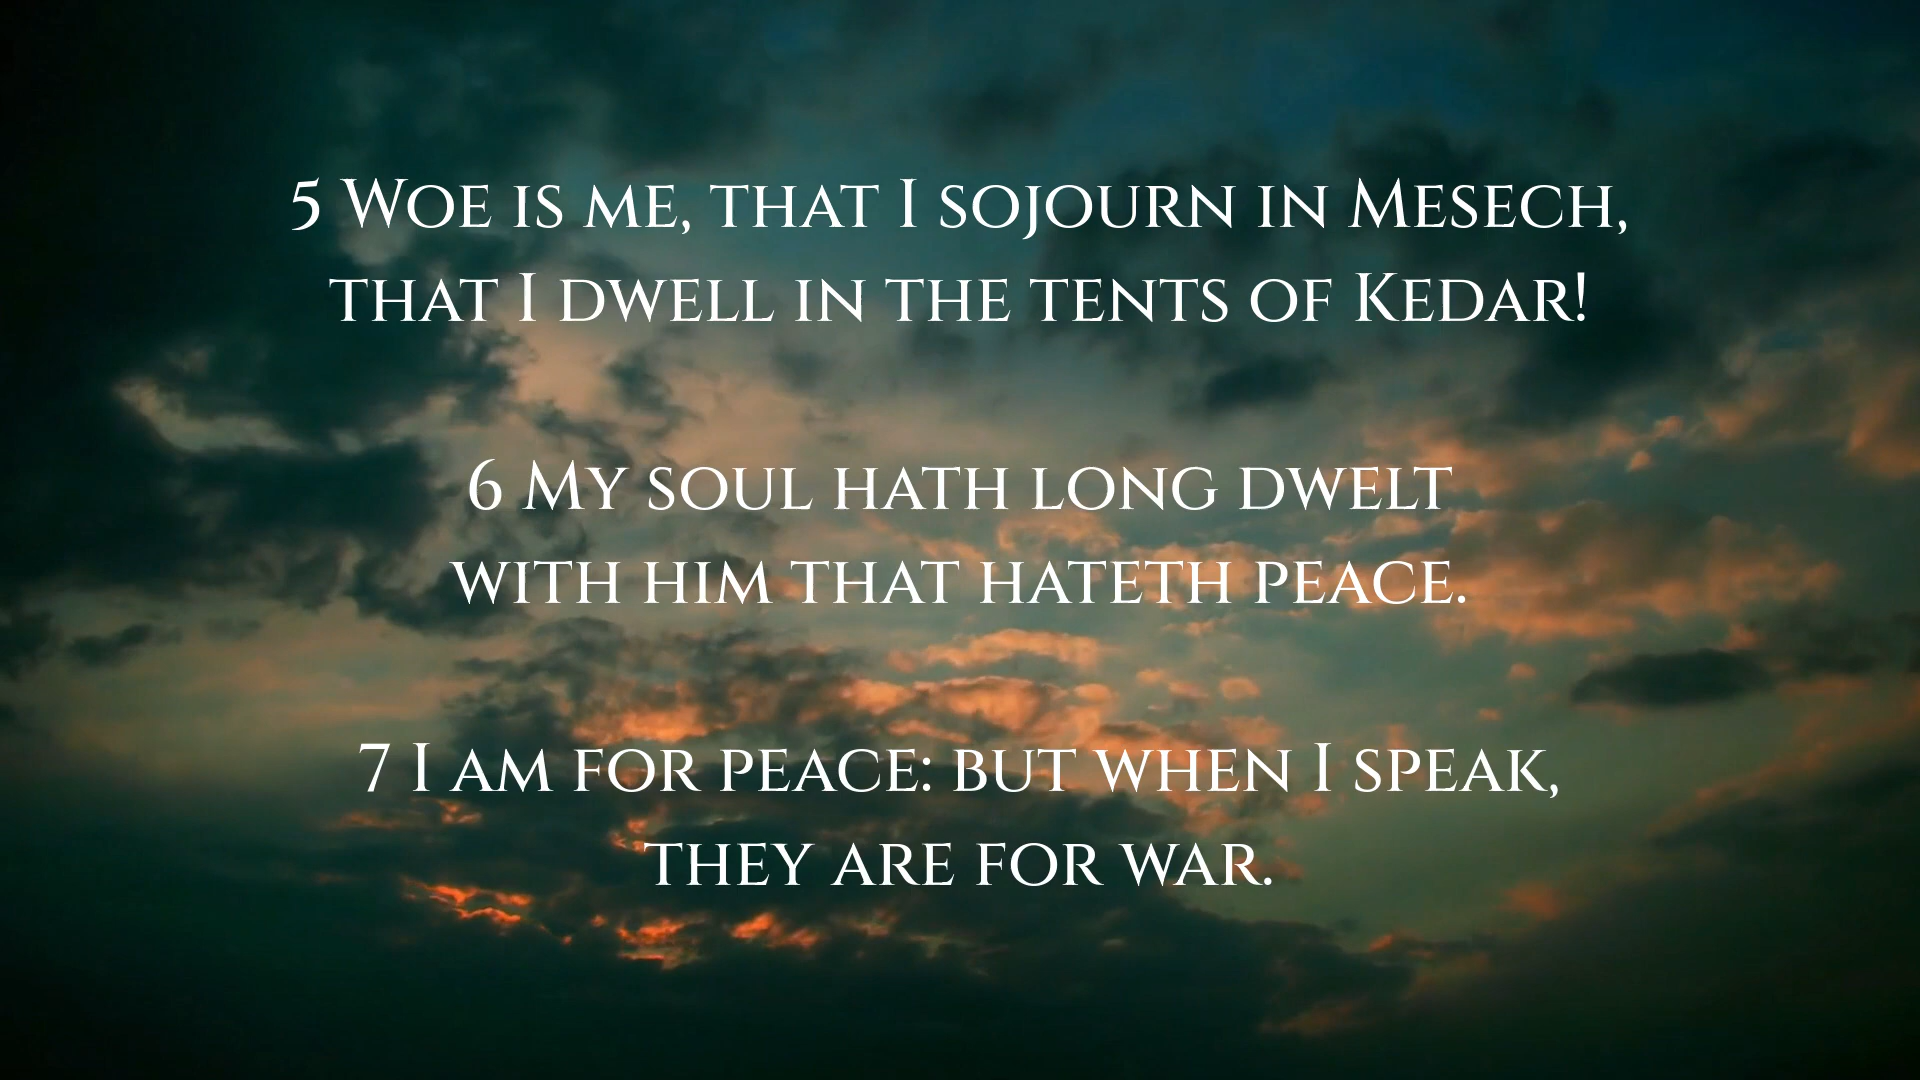 5 Woe is me, that I sojourn in Mesech,
that I dwell in the tents of Kedar!
6 My soul hath long dwelt
with him that hateth peace.
7 I am for peace: but when I speak,
they are for war.